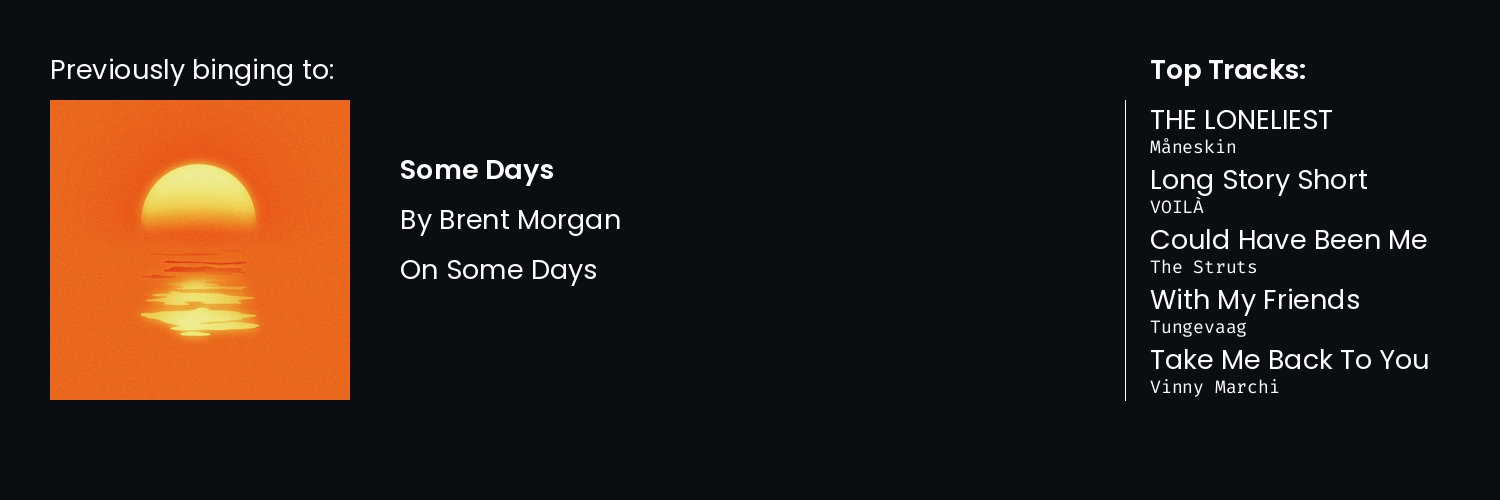 Previously binging to:
Some Days
By Brent Morgan
On Some Days
Top Tracks:
THE LONELIEST
Måneskin
Long Story Short
VOILÀ
Could Have Been Me
The Struts
With My Friends
Tungevaag
Take Me Back To You
Vinny Marchi